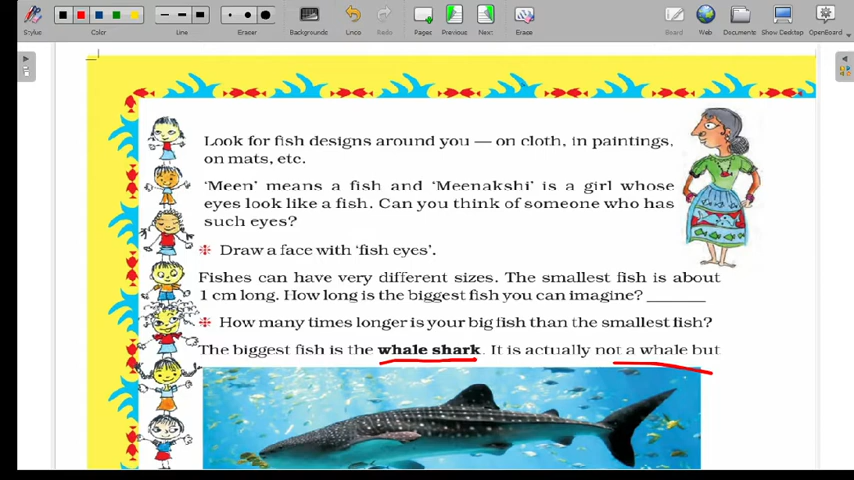 Stylus
Color
Line
Eraser
Backgrounds
Undo
Redo
Pages
Previous
Next
Erase
Board
Web
Documents
Show Desktop
OpenBoard
Look for fish designs around you — on cloth, in paintings,
on mats, etc.
'Meen' means a fish and 'Meenakshi' is a girl whose
eyes look like a fish. Can you think of someone who has
such eyes?
❉ Draw a face with 'fish eyes'.
Fishes can have very different sizes. The smallest fish is about
1 cm long. How long is the biggest fish you can imagine? ________
❉ How many times longer is your big fish than the smallest fish?
The biggest fish is the whale shark. It is actually not a whale but